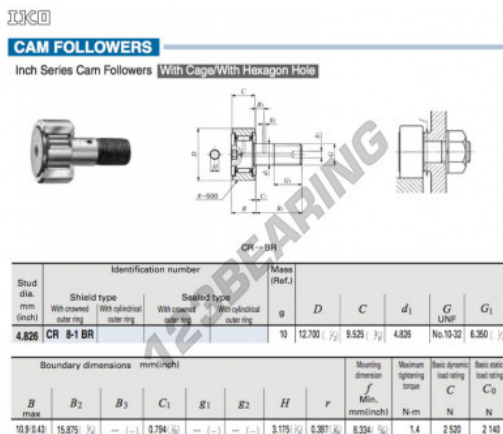 IKO
CAM FOLLOWERS
Inch Series Cam Followers With Cage/With Hexagon Hole
C
D
R=500
B
CR···BR
123BEARING
Stud dia. mm (inch)
Identification number
Mass (Ref.) g
Shield type
Sealed type
With crowned outer ring
With cylindrical outer ring
With crowned outer ring
With cylindrical outer ring
D C d1 G UNF G1
4.826 CR 8-1 BR 10 12.700 9.525 4.826 No.10-32 6.350
Boundary dimensions mm(inch)
Mounting dimension f Min. mm(inch)
Maximum tightening torque N-m
Basic dynamic load rating C N
Basic static load rating C0 N
B max B2 B3 C1 g1 g2 H r
10.9(0.43) 15.875 — (—) 0.794 — (—) — (—) 3.175 0.397 8.334 1.4 2 520 2 140